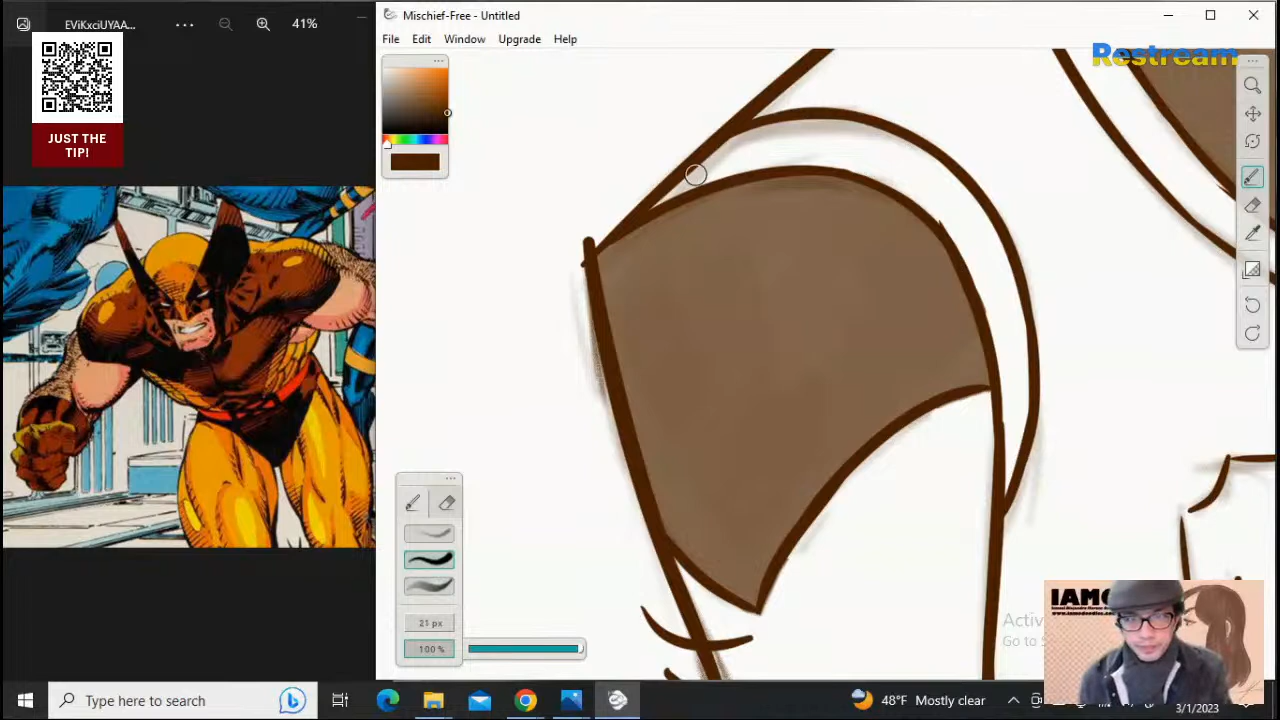 EViKxciUYAA...
41%
JUST THE
TIP!
Mischief-Free - Untitled
File Edit Window Upgrade Help
Restream
21 px
100 %
Activ
Go to S
IAMO
Type here to search
48°F Mostly clear
3/1/2023